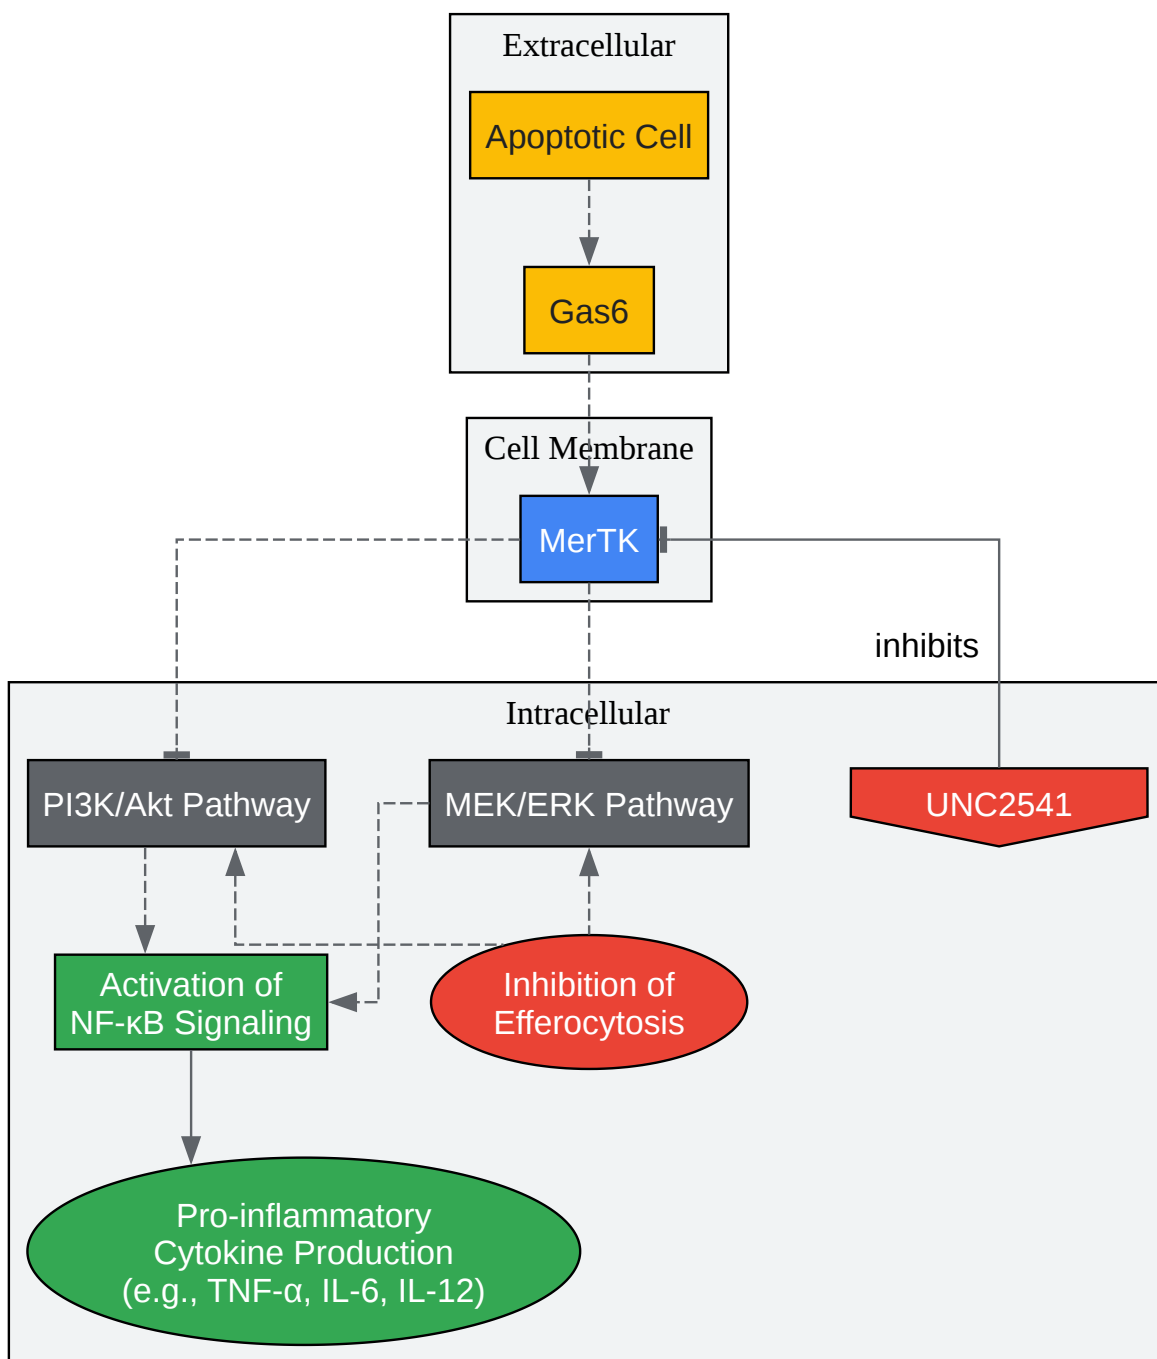 Extracellular
Apoptotic Cell
Gas6
Cell Membrane
MerTK
inhibits
Intracellular
PI3K/Akt Pathway
MEK/ERK Pathway
UNC2541
Activation of
NF-κB Signaling
Inhibition of
Efferocytosis
Pro-inflammatory
Cytokine Production
(e.g., TNF-α, IL-6, IL-12)